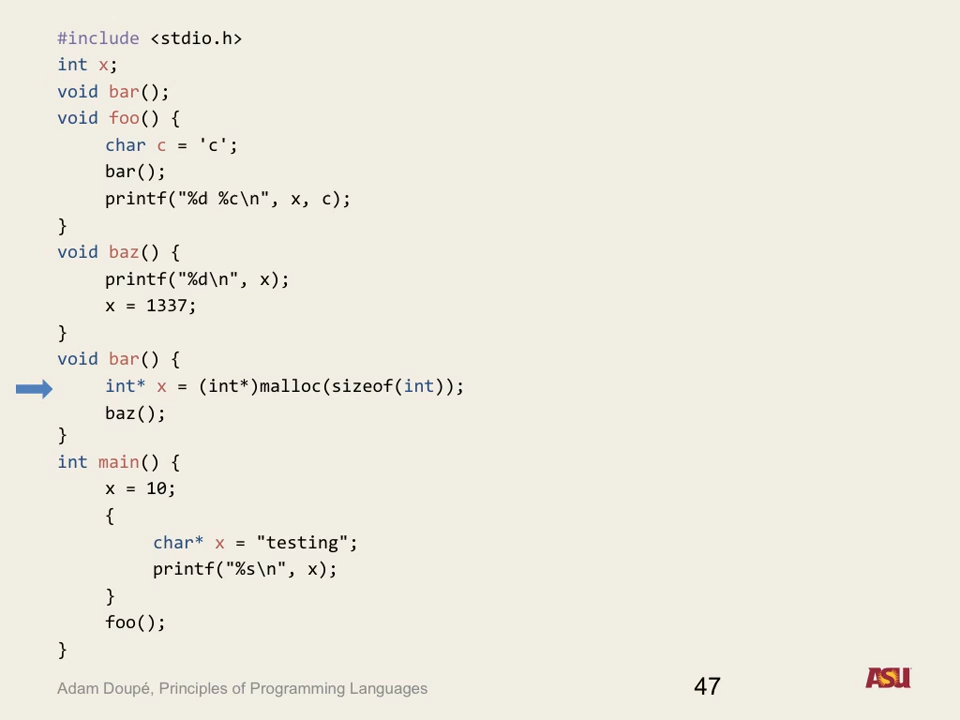 #include <stdio.h>
int x;
void bar();
void foo() {
char c = 'c';
bar();
printf("%d %c\n", x, c);
}
void baz() {
printf("%d\n", x);
x = 1337;
}
void bar() {
int* x = (int*)malloc(sizeof(int));
baz();
}
int main() {
x = 10;
{
char* x = "testing";
printf("%s\n", x);
}
foo();
}
Adam Doupé, Principles of Programming Languages
47
ASU